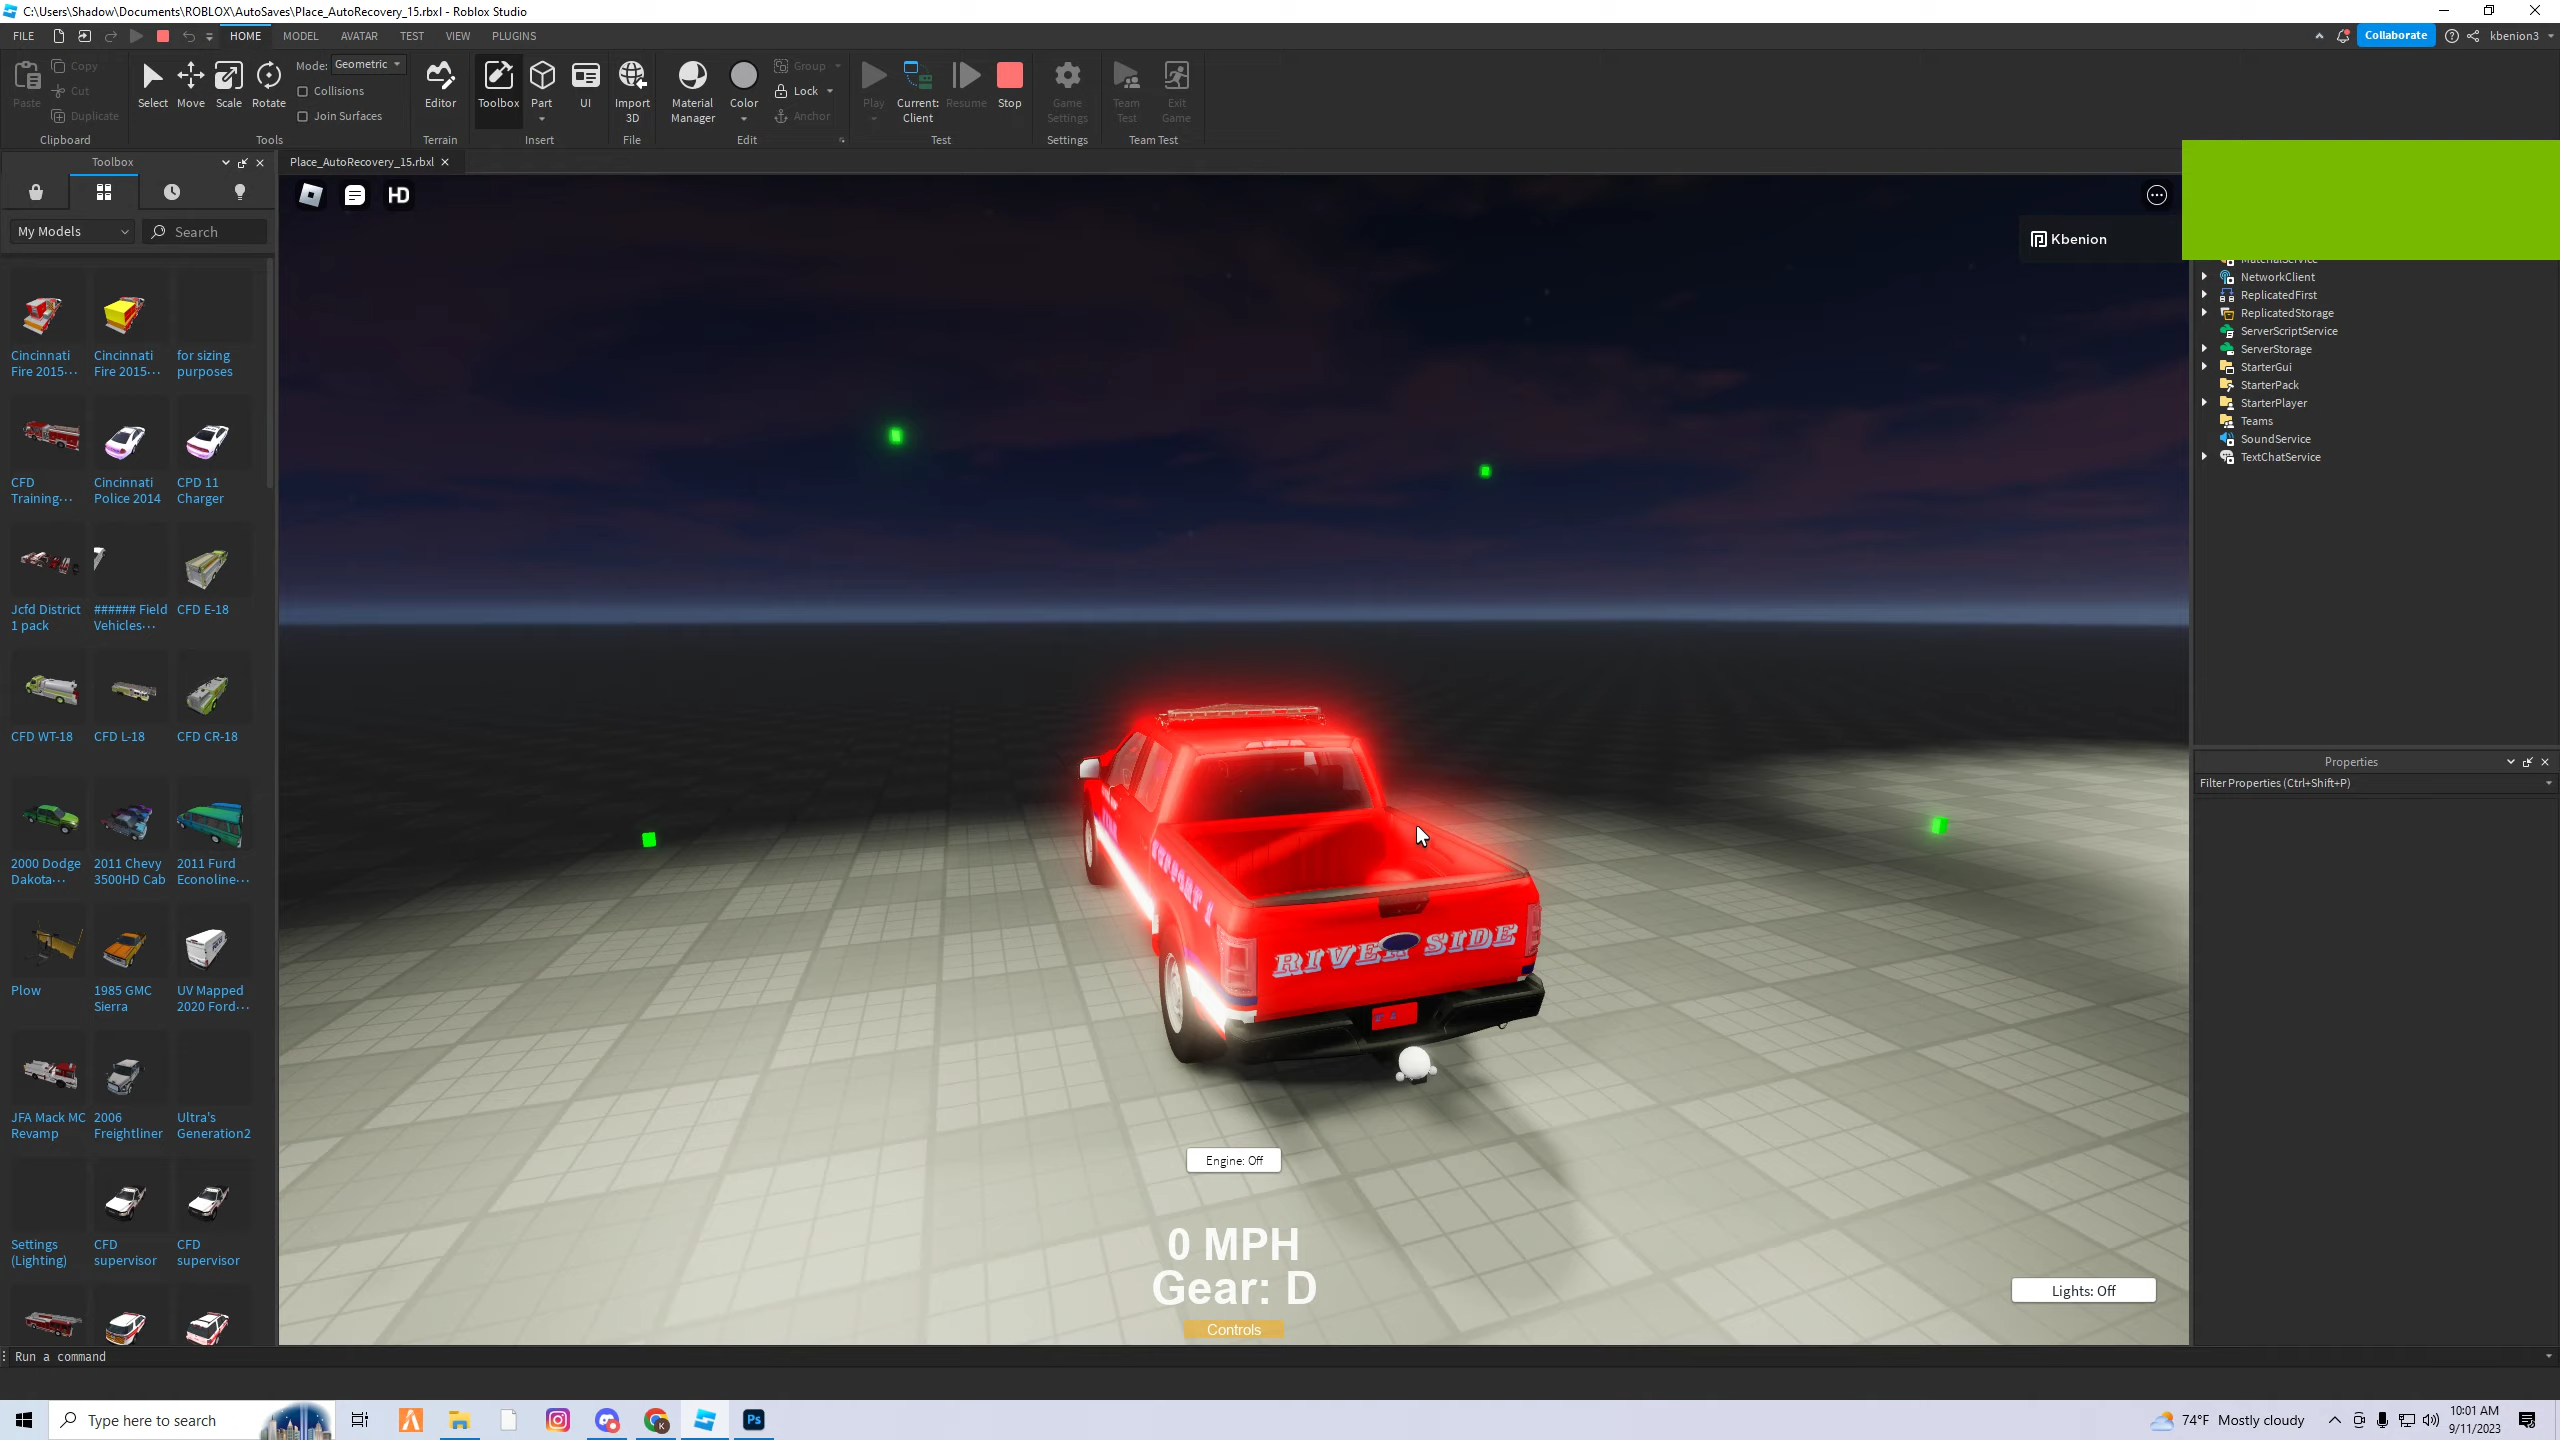 C:\Users\Shadow\Documents\ROBLOX\AutoSaves\Place_AutoRecovery_15.rbxl - Roblox Studio
FILE HOME MODEL AVATAR TEST VIEW PLUGINS Collaborate kbenion3
Paste Copy Cut Duplicate Clipboard
Select Move Scale Rotate Mode: Geometric Collisions Join Surfaces Tools
Editor Terrain
Toolbox Part UI Insert
Import 3D File
Material Manager Color Group Lock Anchor Edit
Play Current: Client Resume Stop Test
Game Settings Settings
Team Test Exit Game Team Test
Toolbox
Place_AutoRecovery_15.rbxl
My Models Search
HD
Kbenion
Cincinnati Fire 2015...
Cincinnati Fire 2015...
for sizing purposes
CFD Training...
Cincinnati Police 2014
CPD 11 Charger
Jcfd District 1 pack
###### Field Vehicles...
CFD E-18
CFD WT-18
CFD L-18
CFD CR-18
2000 Dodge Dakota...
2011 Chevy 3500HD Cab
2011 Furd Econoline...
Plow
1985 GMC Sierra
UV Mapped 2020 Ford...
JFA Mack MC Revamp
2006 Freightliner
Ultra's Generation2
Settings (Lighting)
CFD supervisor
CFD supervisor
MaterialService
NetworkClient
ReplicatedFirst
ReplicatedStorage
ServerScriptService
ServerStorage
StarterGui
StarterPack
StarterPlayer
Teams
SoundService
TextChatService
Properties
Filter Properties (Ctrl+Shift+P)
SUPPORT 1
RIVER SIDE
Engine: Off
0 MPH
Gear: D
Controls
Lights: Off
Run a command
Type here to search
Ps
74°F Mostly cloudy
10:01 AM
9/11/2023